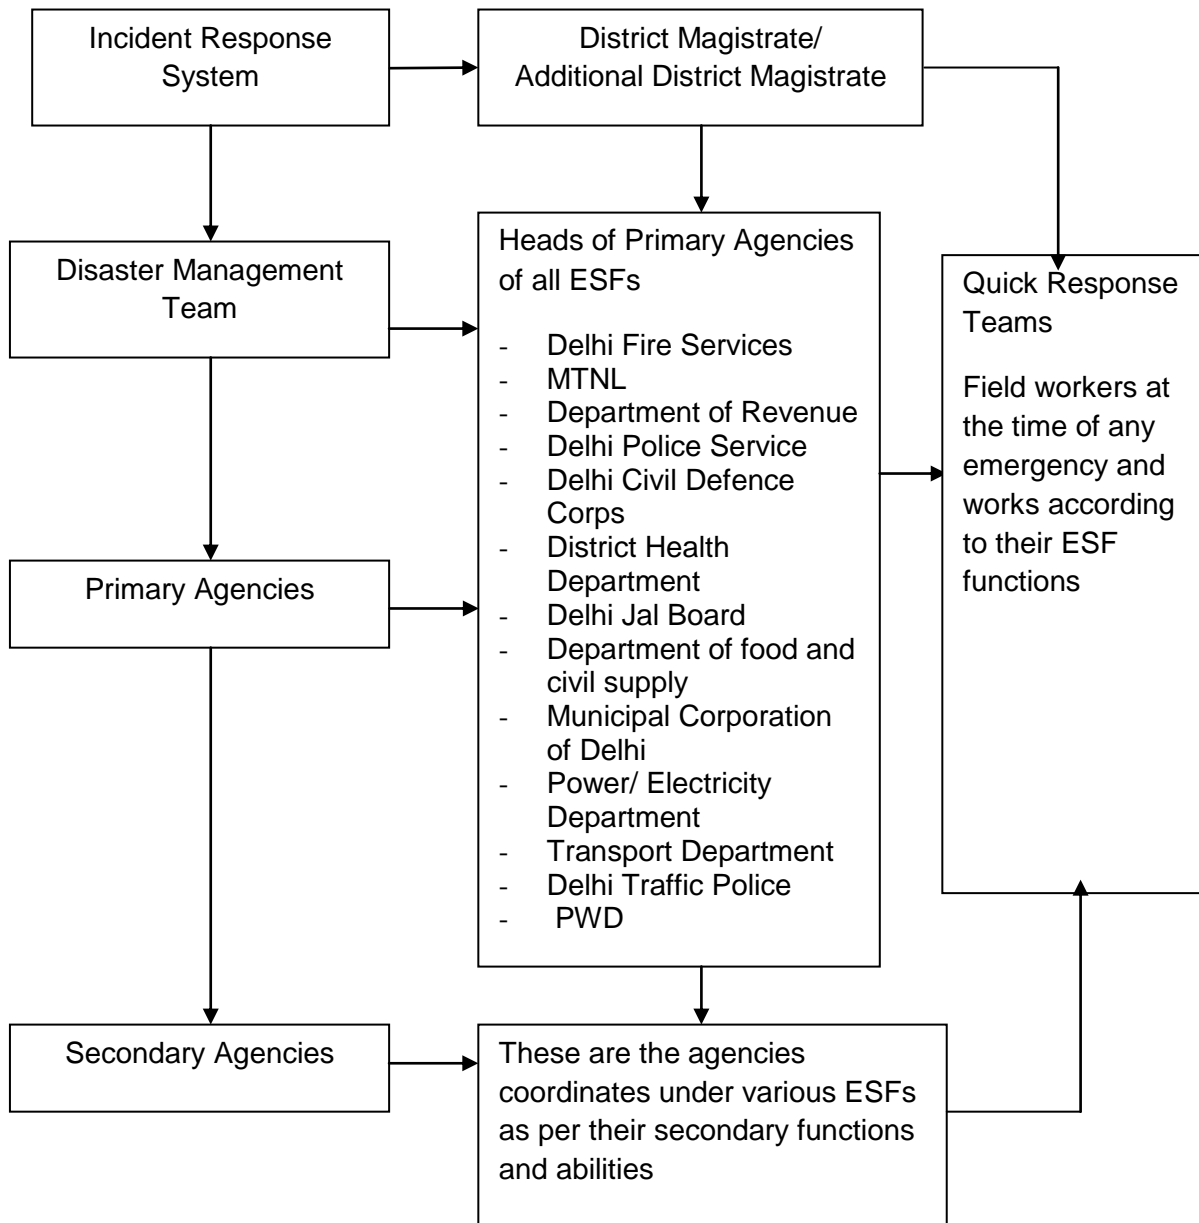 Incident Response
System
District Magistrate/
Additional District Magistrate
Disaster Management
Team
Heads of Primary Agencies
of all ESFs
- Delhi Fire Services
- MTNL
- Department of Revenue
- Delhi Police Service
- Delhi Civil Defence
Corps
- District Health
Department
- Delhi Jal Board
- Department of food and
civil supply
- Municipal Corporation
of Delhi
- Power/ Electricity
Department
- Transport Department
- Delhi Traffic Police
- PWD
Quick Response
Teams
Field workers at
the time of any
emergency and
works according
to their ESF
functions
Primary Agencies
Secondary Agencies
These are the agencies
coordinates under various ESFs
as per their secondary functions
and abilities